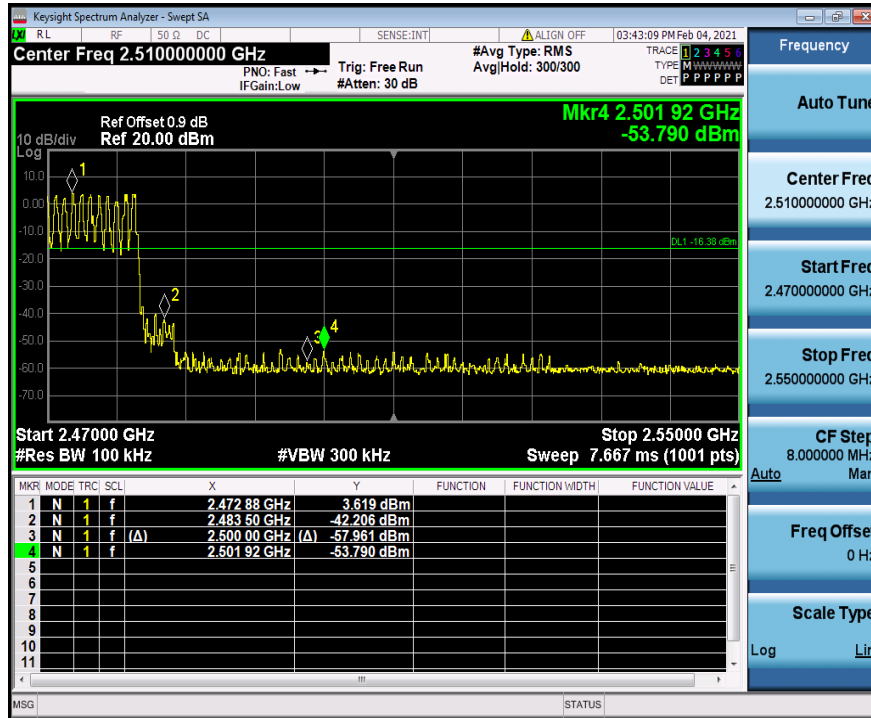 Keysight Spectrum Analyzer - Swept SA
LXI RL RF 50 Ω DC SENSE:INT ALIGN OFF 03:43:09 PM Feb 04, 2021
Center Freq 2.510000000 GHz
PNO: Fast
IFGain:Low
Trig: Free Run
#Atten: 30 dB
#Avg Type: RMS
Avg|Hold: 300/300
TRACE 1 2 3 4 5 6
TYPE M WWWWW
DET P P P P P P
Mkr4 2.501 92 GHz
-53.790 dBm
Ref Offset 0.9 dB
10 dB/div Ref 20.00 dBm
Log
10.0
0.00
-10.0
-20.0
-30.0
-40.0
-50.0
-60.0
-70.0
1
2
3
4
DL1 -16.38 dBm
Start 2.47000 GHz Stop 2.55000 GHz
#Res BW 100 kHz #VBW 300 kHz Sweep 7.667 ms (1001 pts)
MKR MODE TRC SCL X Y FUNCTION FUNCTION WIDTH FUNCTION VALUE
1 N 1 f 2.472 88 GHz 3.619 dBm
2 N 1 f 2.483 50 GHz -42.206 dBm
3 N 1 f (Δ) 2.500 00 GHz (Δ) -57.961 dBm
4 N 1 f 2.501 92 GHz -53.790 dBm
5
6
7
8
9
10
11
MSG STATUS
Frequency
Auto Tune
Center Freq
2.510000000 GHz
Start Freq
2.470000000 GHz
Stop Freq
2.550000000 GHz
CF Step
8.000000 MHz
Auto Man
Freq Offset
0 Hz
Scale Type
Log Lin